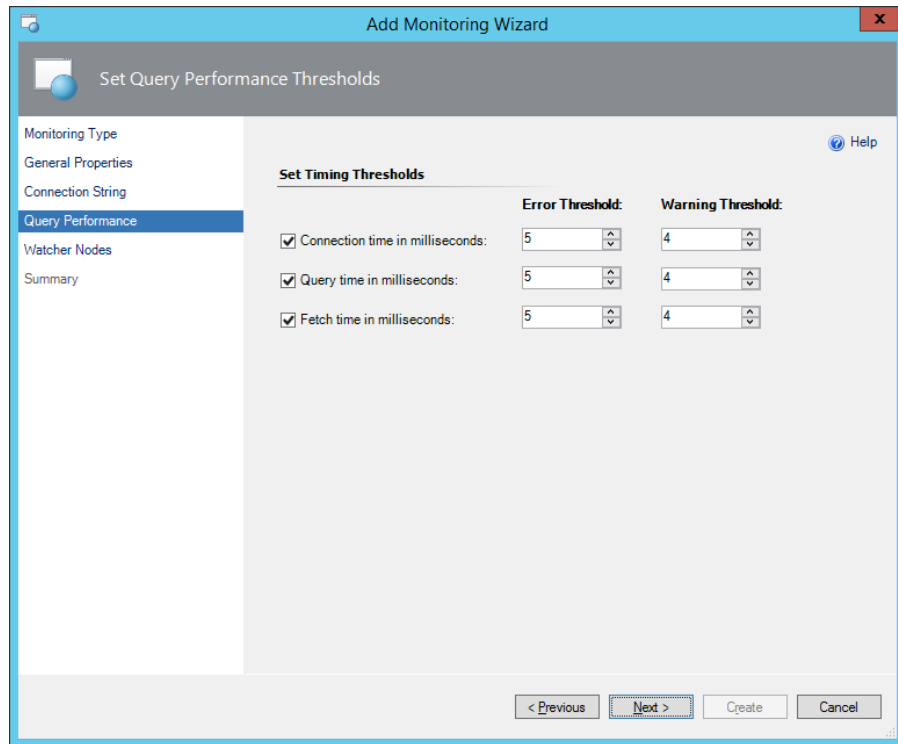 Add Monitoring Wizard
x
Set Query Performance Thresholds
Monitoring Type
General Properties
Connection String
Query Performance
Watcher Nodes
Summary
Help
Set Timing Thresholds
Error Threshold: Warning Threshold:
Connection time in milliseconds: 5 4
Query time in milliseconds: 5 4
Fetch time in milliseconds: 5 4
< Previous Next > Create Cancel